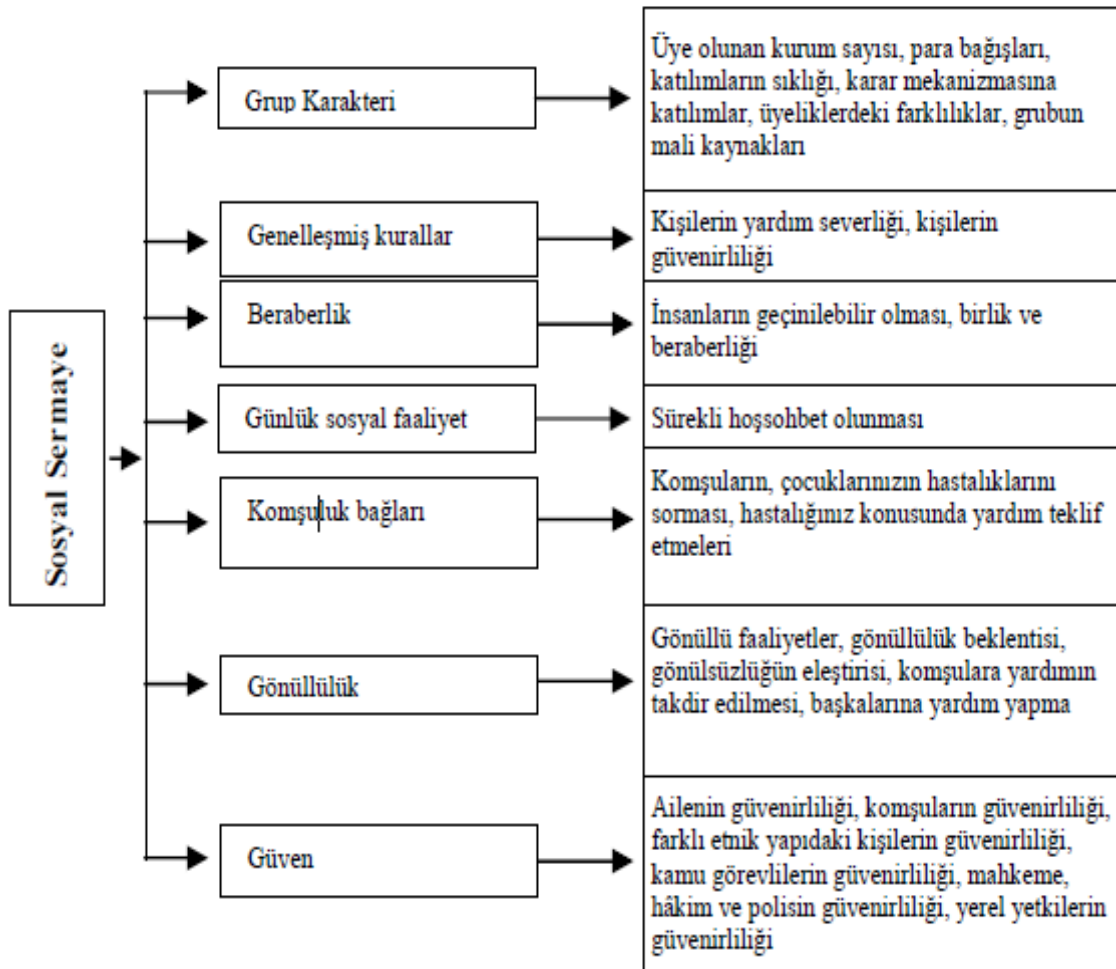 Sosyal Sermaye
Grup Karakteri
Üye olunan kurum sayısı, para bağışları,
katılımların sıklığı, karar mekanizmasına
katılımlar, üyeliklerdeki farklılıklar, grubun
mali kaynakları
Genelleşmiş kurallar
Kişilerin yardım severliği, kişilerin
güvenirliliği
Beraberlik
İnsanların geçinilebilir olması, birlik ve
beraberliği
Günlük sosyal faaliyet
Sürekli hoşsohbet olunması
Komşuluk bağları
Komşuların, çocuklarınızın hastalıklarını
sorması, hastalığınız konusunda yardım teklif
etmeleri
Gönüllülük
Gönüllü faaliyetler, gönüllülük beklentisi,
gönülsüzlüğün eleştirisi, komşulara yardımın
takdir edilmesi, başkalarına yardım yapma
Güven
Ailenin güvenirliliği, komşuların güvenirliliği,
farklı etnik yapıdaki kişilerin güvenirliliği,
kamu görevlilerin güvenirliliği, mahkeme,
hâkim ve polisin güvenirliliği, yerel yetkilerin
güvenirliliği